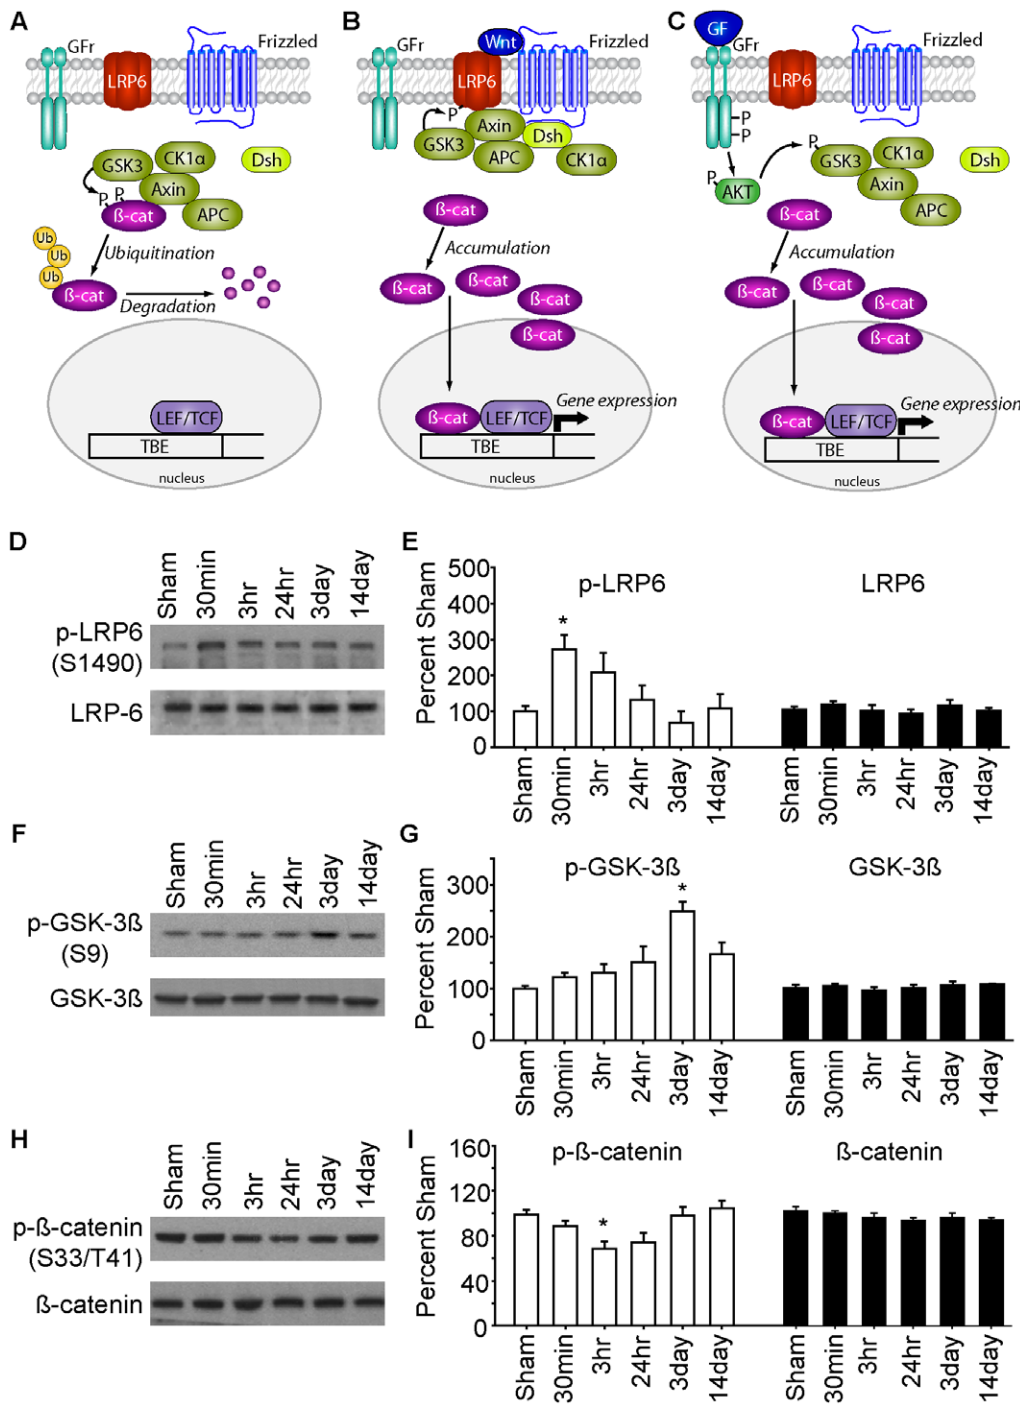 A
GFr
LRP6
Frizzled
GSK3
CK1α
Dsh
Axin
P
P
ß-cat
APC
Ub
Ub
Ub
Ubiquitination
ß-cat
Degradation
LEF/TCF
TBE
nucleus
B
Wnt
GFr
LRP6
Frizzled
P
Axin
GSK3
Dsh
APC
CK1α
ß-cat
Accumulation
ß-cat
ß-cat
ß-cat
ß-cat
Gene expression
ß-cat
LEF/TCF
TBE
nucleus
C
GF
GFr
LRP6
Frizzled
P
P
P
GSK3
CK1α
Dsh
P
AKT
Axin
APC
ß-cat
Accumulation
ß-cat
ß-cat
ß-cat
ß-cat
Gene expression
ß-cat
LEF/TCF
TBE
nucleus
D
Sham 30min 3hr 24hr 3day 14day
p-LRP6
(S1490)
LRP-6
E
Percent Sham
500
400
300
200
100
0
p-LRP6
LRP6
*
Sham 30min 3hr 24hr 3day 14day
Sham 30min 3hr 24hr 3day 14day
F
Sham 30min 3hr 24hr 3day 14day
p-GSK-3ß
(S9)
GSK-3ß
G
Percent Sham
300
200
100
0
p-GSK-3ß
GSK-3ß
*
Sham 30min 3hr 24hr 3day 14day
Sham 30min 3hr 24hr 3day 14day
H
Sham 30min 3hr 24hr 3day 14day
p-ß-catenin
(S33/T41)
ß-catenin
I
Percent Sham
160
120
80
40
0
p-ß-catenin
ß-catenin
*
Sham 30min 3hr 24hr 3day 14day
Sham 30min 3hr 24hr 3day 14day